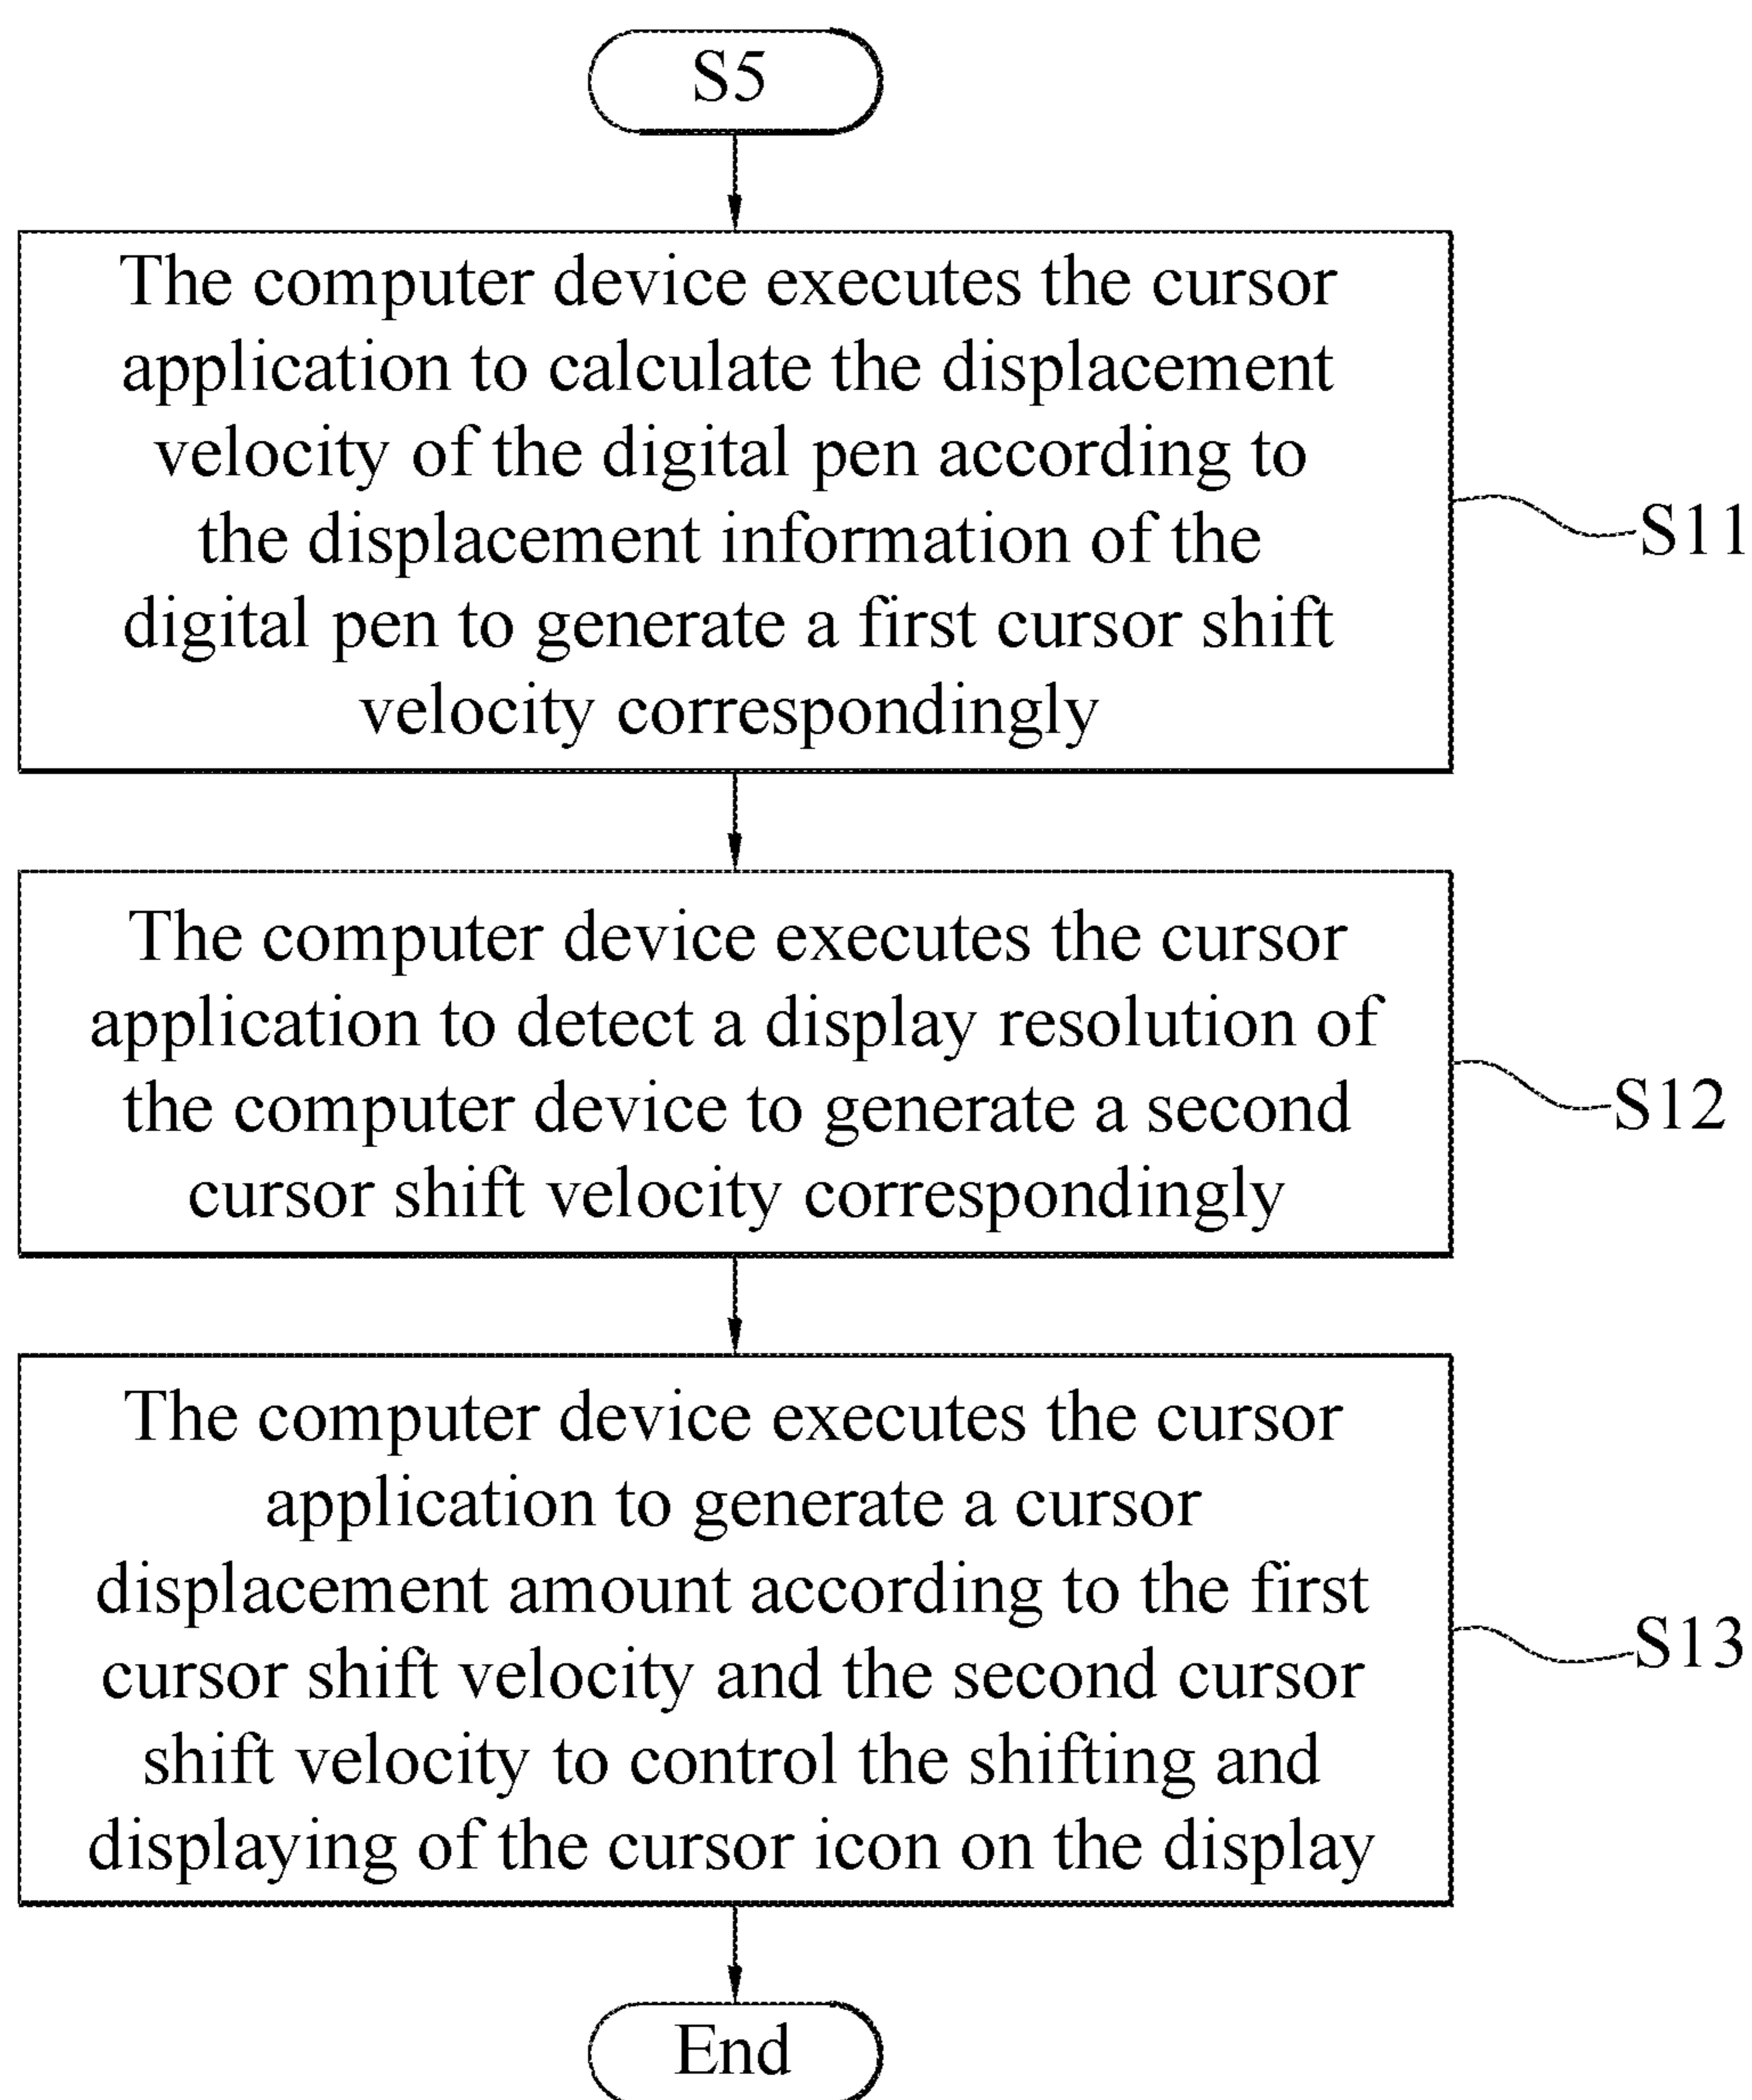 S5
The computer device executes the cursor
application to calculate the displacement
velocity of the digital pen according to
the displacement information of the
digital pen to generate a first cursor shift
velocity correspondingly
S11
The computer device executes the cursor
application to detect a display resolution of
the computer device to generate a second
cursor shift velocity correspondingly
S12
The computer device executes the cursor
application to generate a cursor
displacement amount according to the first
cursor shift velocity and the second cursor
shift velocity to control the shifting and
displaying of the cursor icon on the display
S13
End